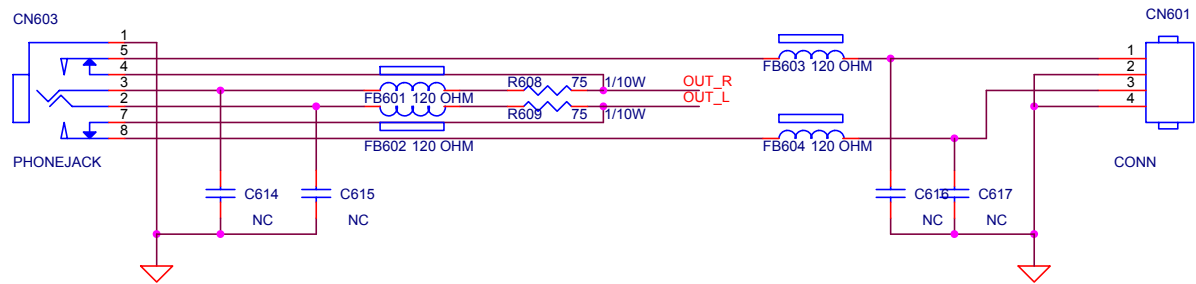 CN603
CN601
1
5
4
3
2
7
8
PHONEJACK
FB601 120 OHM
FB602 120 OHM
R608 75 1/10W
R609 75 1/10W
OUT_R
OUT_L
FB603 120 OHM
FB604 120 OHM
1
2
3
4
CONN
C614
NC
C615
NC
C616
NC
C617
NC